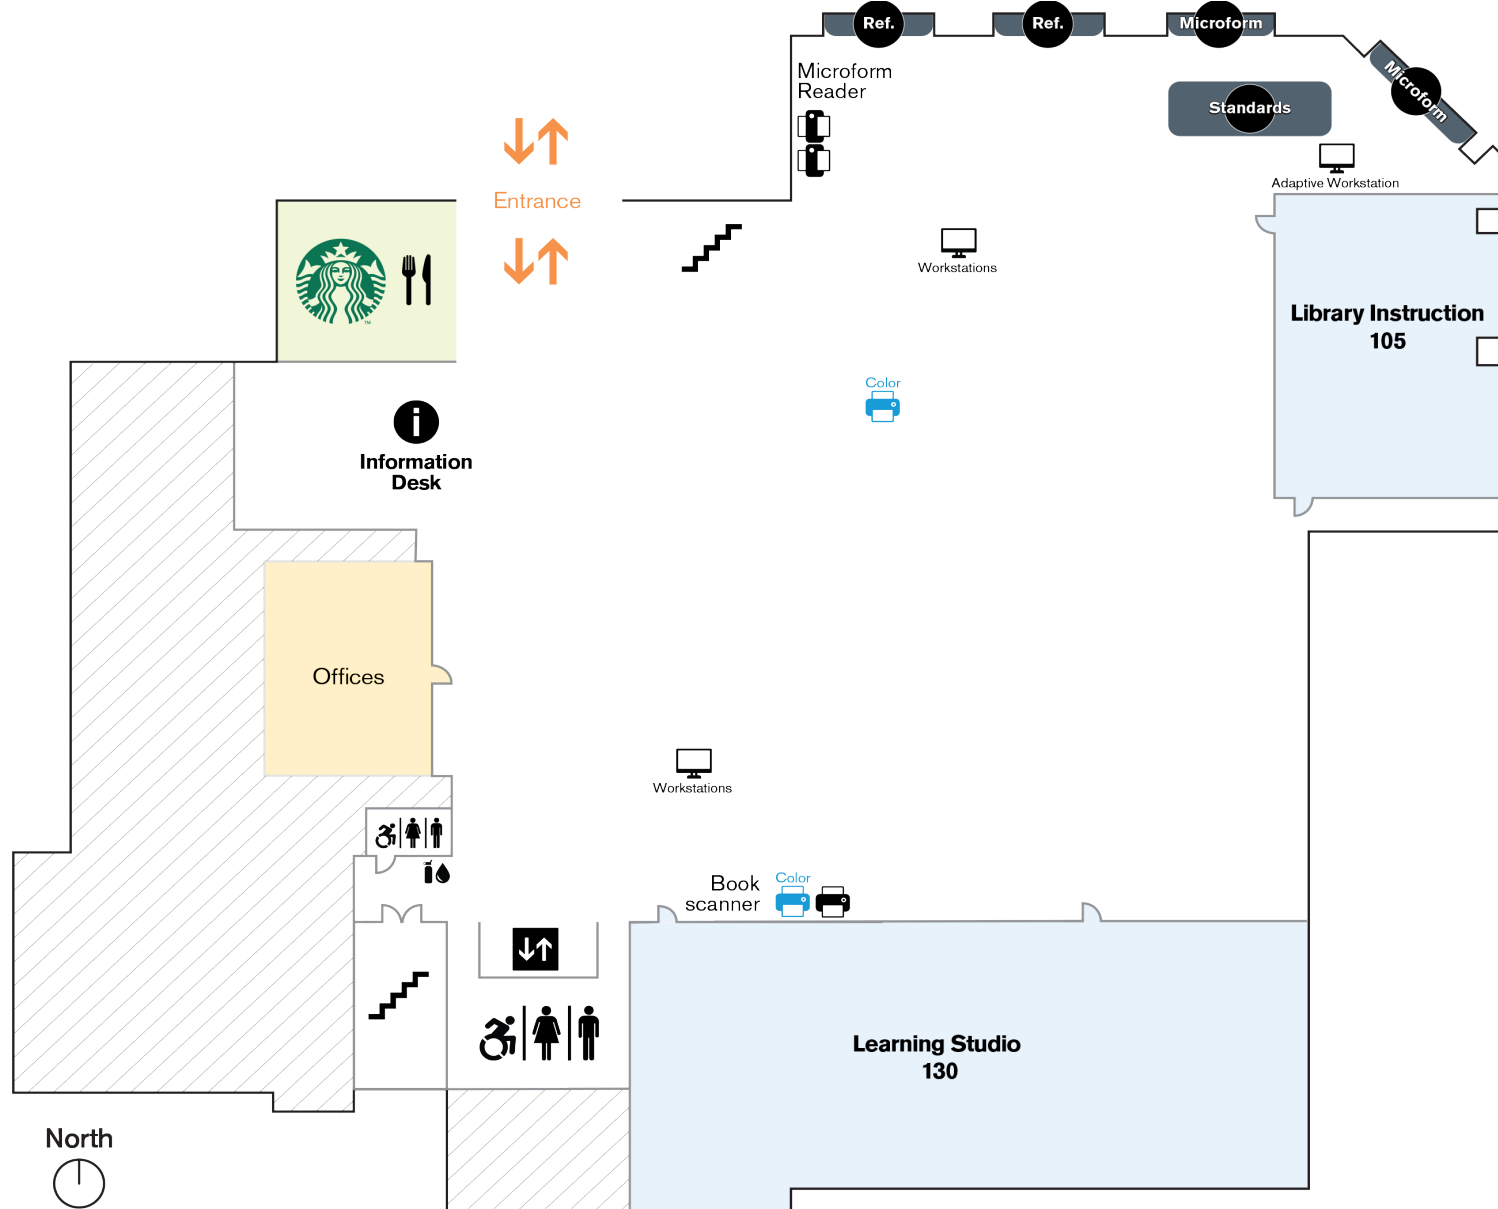 Ref.
Ref.
Microform
Microform
Microform
Reader
Standards
Adaptive Workstation
Entrance
Workstations
Library Instruction
105
TM
Color
i
Information
Desk
Offices
Workstations
Book
scanner
Color
Learning Studio
130
North